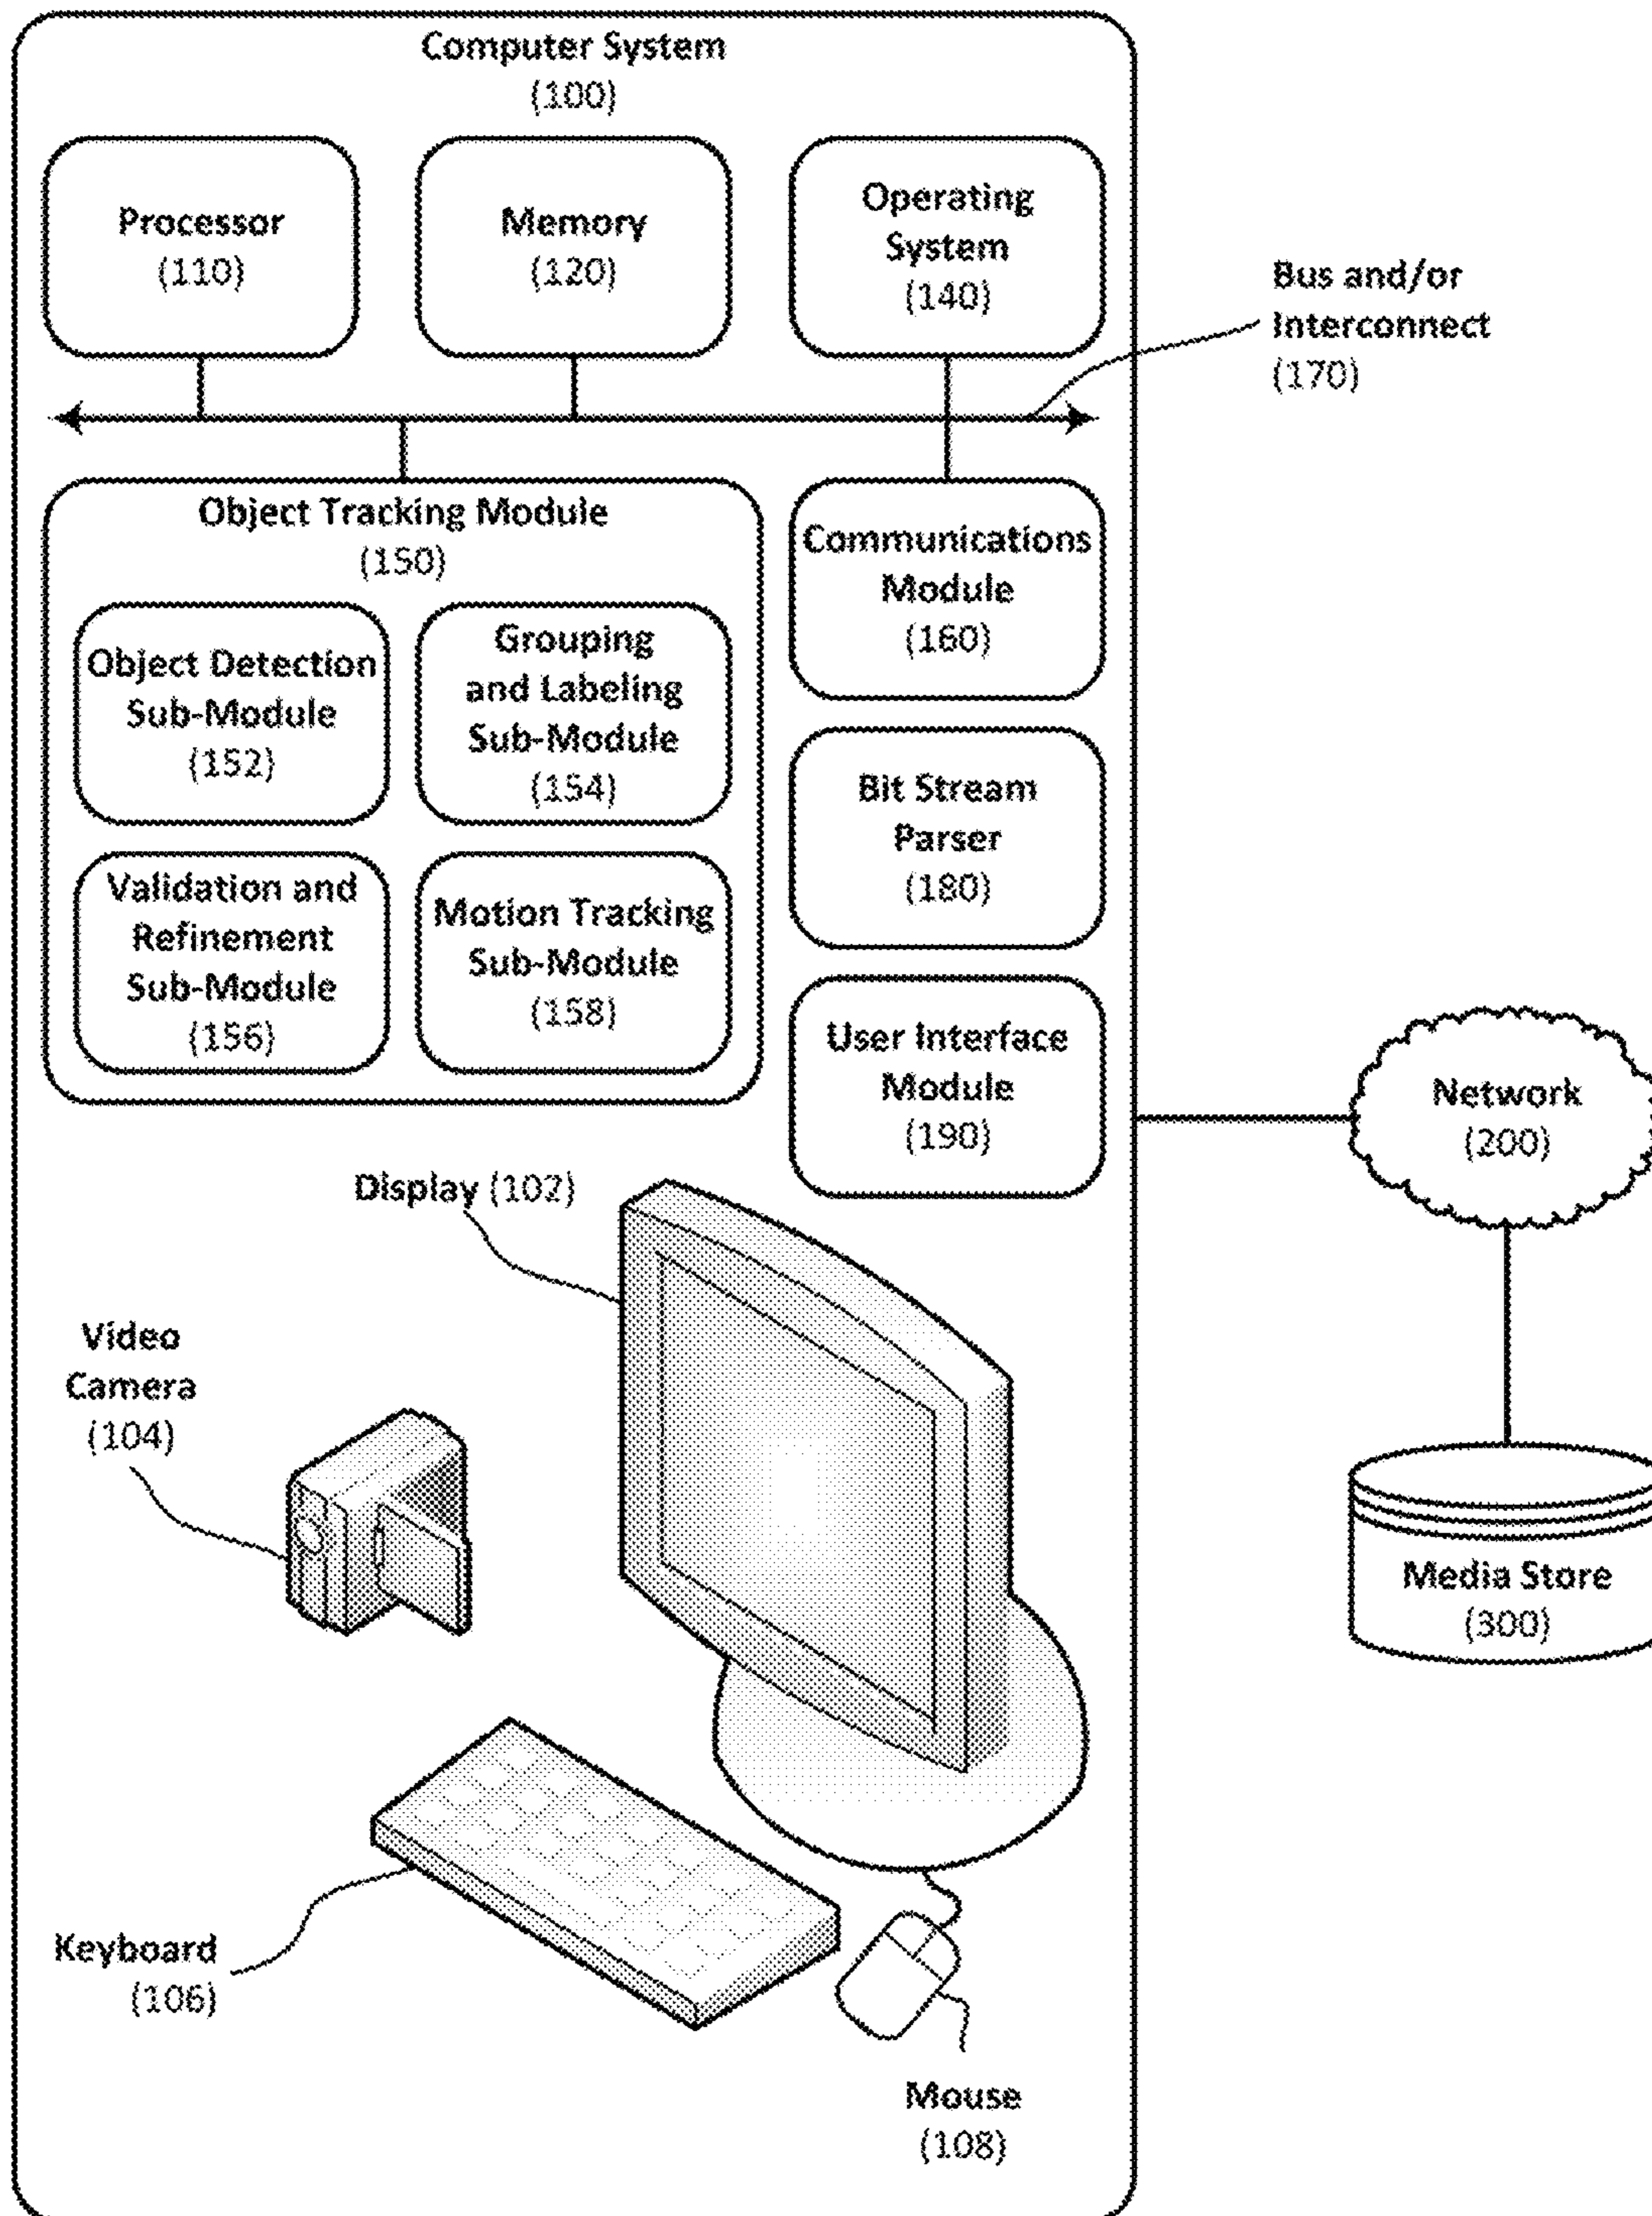 Computer System
(100)
Processor
(110)
Memory
(120)
Operating
System
(140)
Bus and/or
Interconnect
(170)
Object Tracking Module
(150)
Object Detection
Sub-Module
(152)
Grouping
and Labeling
Sub-Module
(154)
Validation and
Refinement
Sub-Module
(156)
Motion Tracking
Sub-Module
(158)
Communications
Module
(160)
Bit Stream
Parser
(180)
User Interface
Module
(190)
Network
(200)
Media Store
(300)
Display (102)
Video
Camera
(104)
Keyboard
(106)
Mouse
(108)